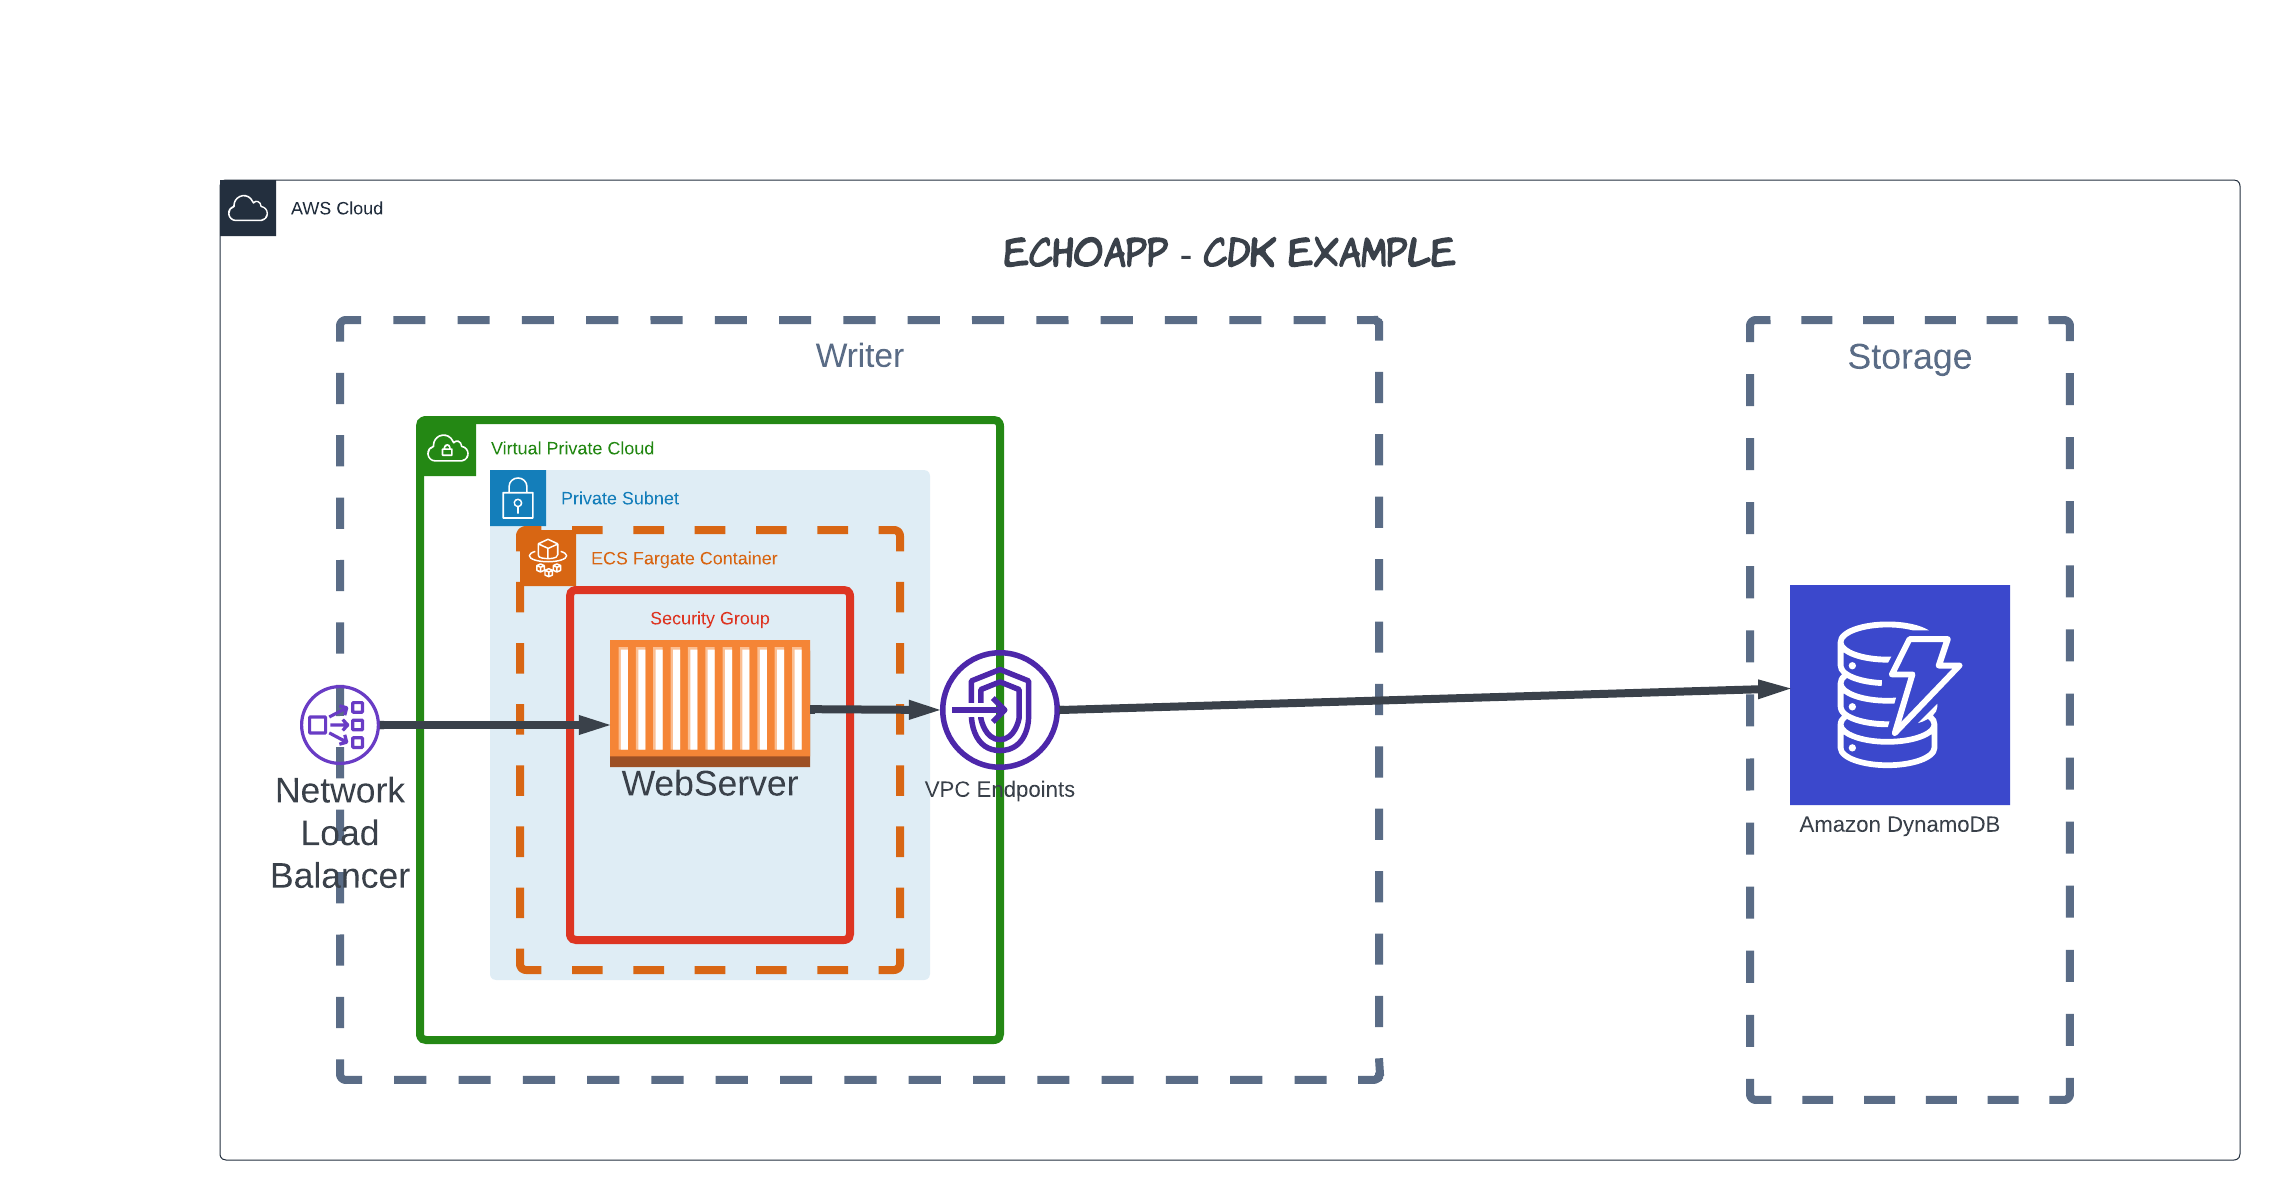 AWS Cloud
ECHOAPP - CDK EXAMPLE
Writer
Storage
Virtual Private Cloud
Private Subnet
ECS Fargate Container
Security Group
WebServer
Network
Load
Balancer
VPC Endpoints
Amazon DynamoDB